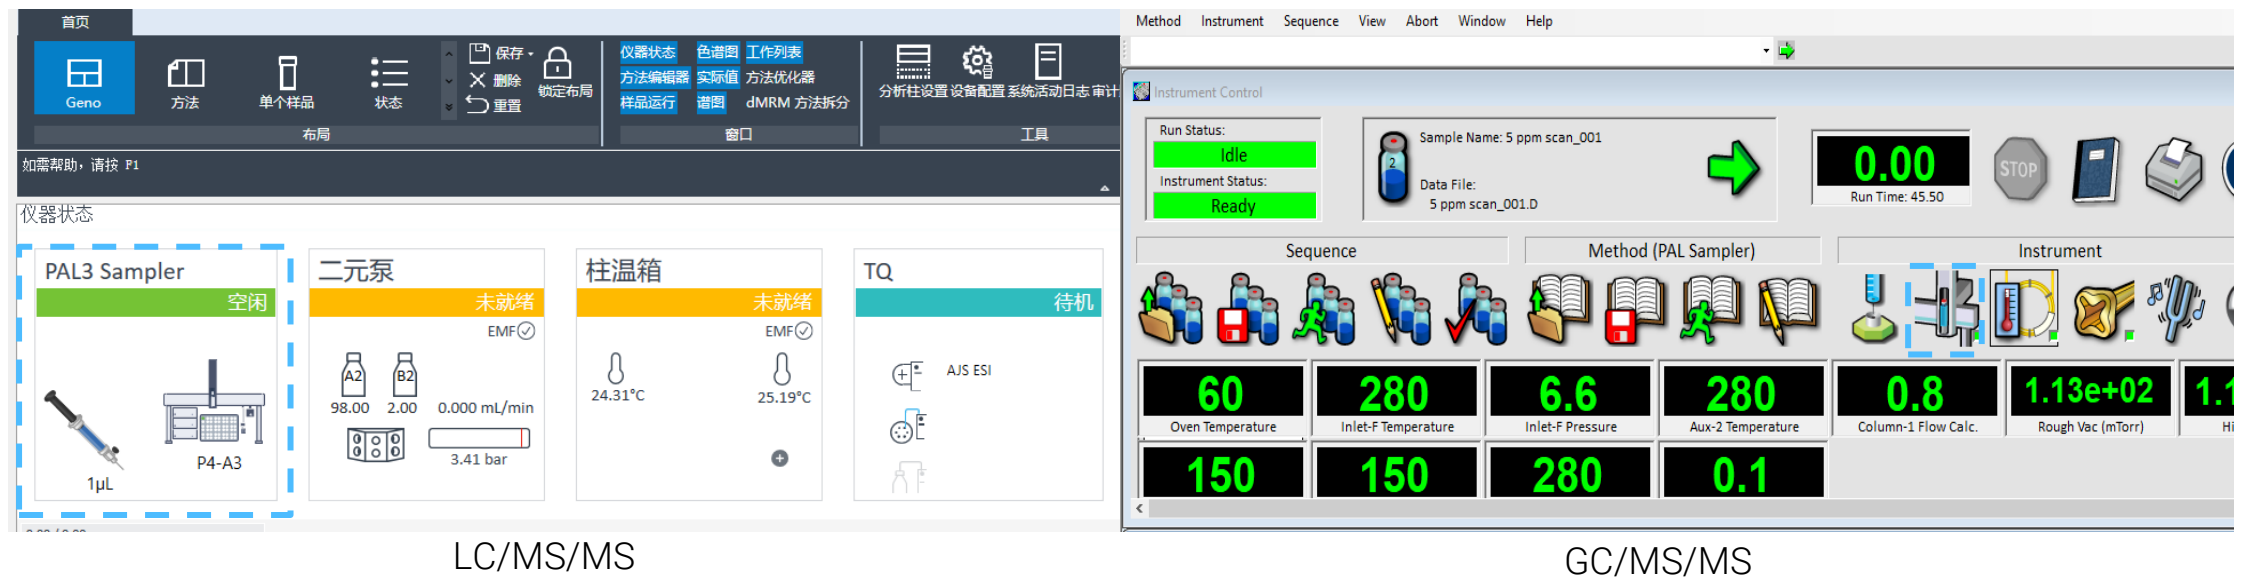 首页
Geno
方法
单个样品
状态
保存
删除
重置
锁定布局
布局
仪器状态 色谱图 工作列表
方法编辑器 实际值 方法优化器
样品运行 谱图 dMRM 方法拆分
窗口
分析柱设置 设备配置 系统活动日志 审计
工具
如需帮助，请按 F1
仪器状态
PAL3 Sampler
空闲
1μL
P4-A3
二元泵
未就绪
EMF
A2 B2
98.00 2.00 0.000 mL/min
3.41 bar
柱温箱
未就绪
EMF
24.31°C 25.19°C
TQ
待机
AJS ESI
LC/MS/MS
Method Instrument Sequence View Abort Window Help
Instrument Control
Run Status:
Idle
Instrument Status:
Ready
2
Sample Name: 5 ppm scan_001
Data File:
5 ppm scan_001.D
0.00
Run Time: 45.50
STOP
Sequence
Method (PAL Sampler)
Instrument
60 280 6.6 280 0.8 1.13e+02 1.1
Oven Temperature Inlet-F Temperature Inlet-F Pressure Aux-2 Temperature Column-1 Flow Calc. Rough Vac (mTorr) Hi
150 150 280 0.1
GC/MS/MS